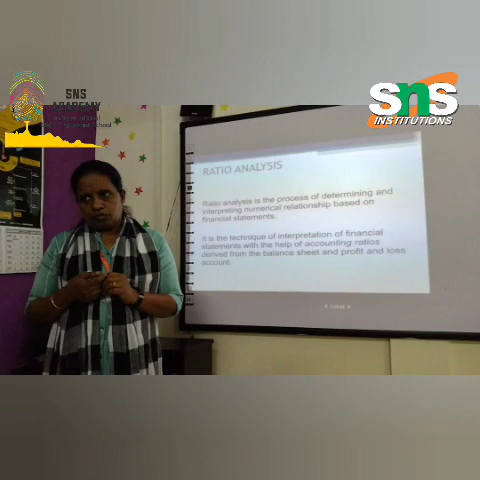 SNS
ACADEMY
sns
INSTITUTIONS
RATIO ANALYSIS
Ratio analysis is the process of determining and
interpreting numerical relationship based on
financial statements.
It is the technique of interpretation of financial
statements with the help of accounting ratios
derived from the balance sheet and profit and loss
account.